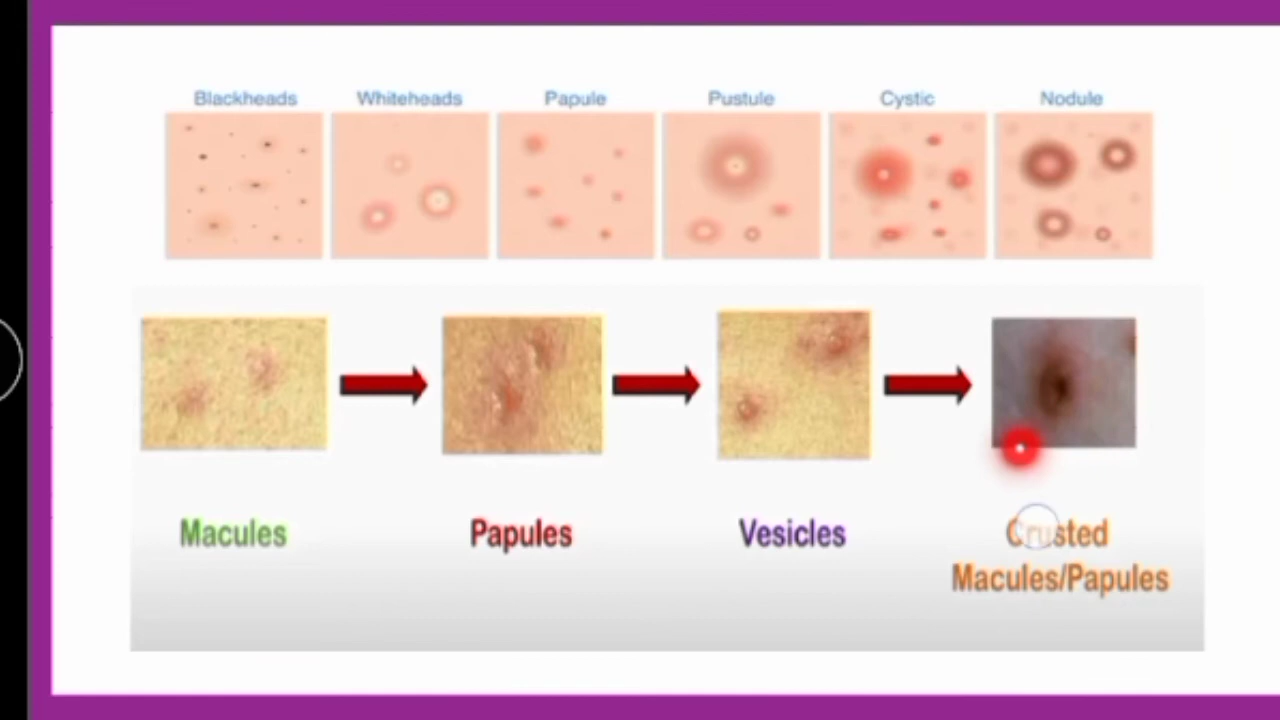 Blackheads Whiteheads Papule Pustule Cystic Nodule
Macules Papules Vesicles Crusted
Macules/Papules